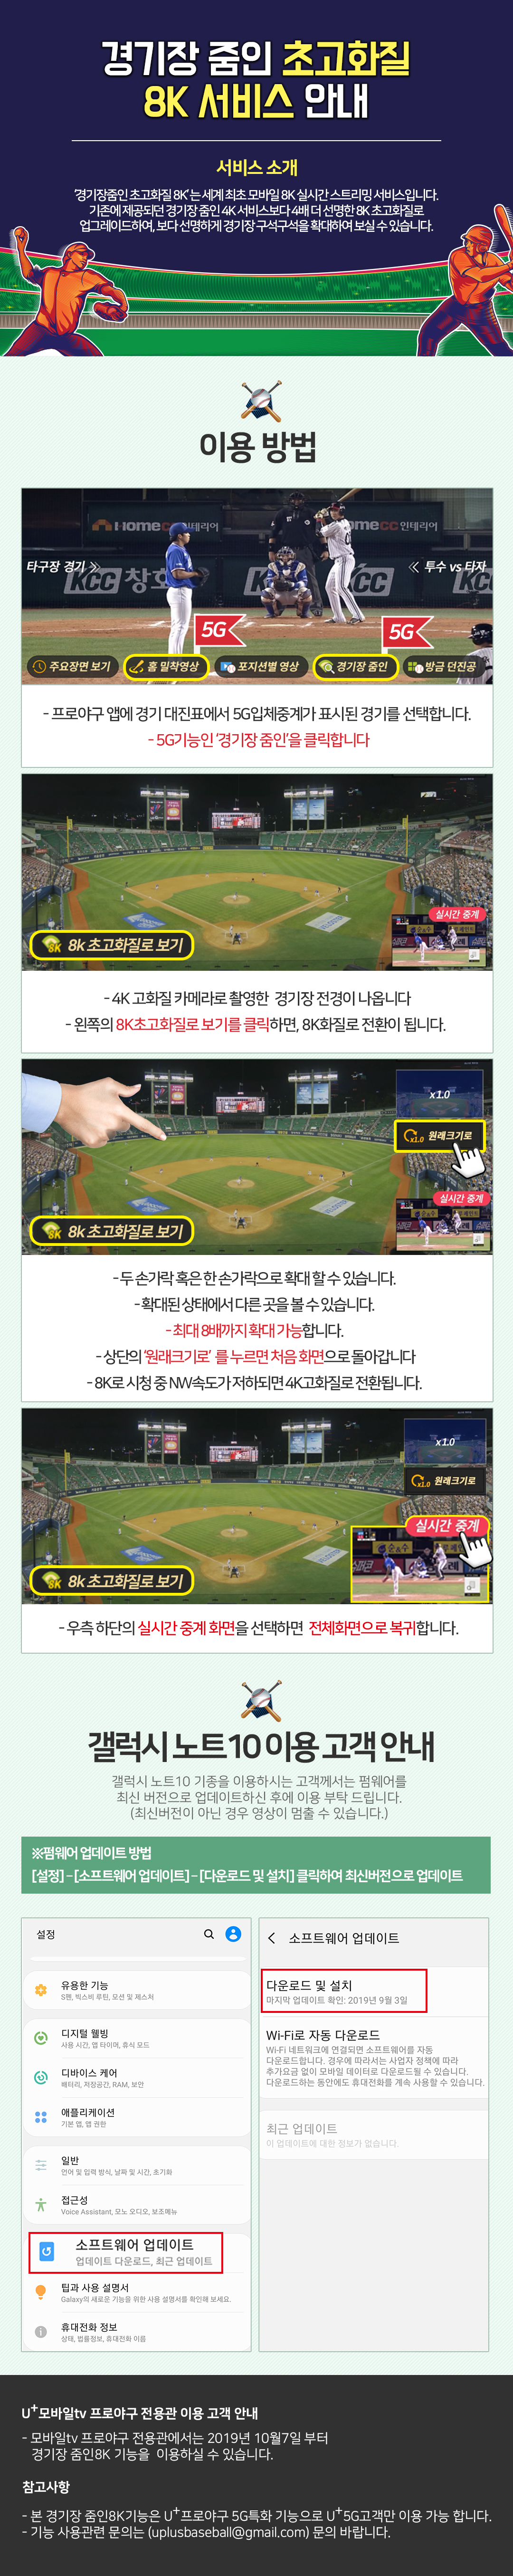 경기장 줌인 초고화질
8K 서비스 안내
서비스 소개
'경기장줌인 초고화질 8K'는 세계 최초 모바일 8K 실시간 스트리밍 서비스입니다.
기존에 제공되던 경기장 줌인 4K 서비스보다 4배 더 선명한 8K 초고화질로
업그레이드하여, 보다 선명하게 경기장 구석구석을 확대하여 보실 수 있습니다.
이용 방법
타구장 경기
투수 vs 타자
5G
5G
주요장면 보기
홈 밀착영상
포지션별 영상
경기장 줌인
방금 던진공
- 프로야구 앱에 경기 대진표에서 5G입체중계가 표시된 경기를 선택합니다.
- 5G기능인 '경기장 줌인'을 클릭합니다
실시간 중계
8K 8k 초고화질로 보기
- 4K 고화질 카메라로 촬영한 경기장 전경이 나옵니다
- 왼쪽의 8K초고화질로 보기를 클릭하면, 8K화질로 전환이 됩니다.
x1.0
x1.0 원래크기로
실시간 중계
8K 8k 초고화질로 보기
- 두 손가락 혹은 한 손가락으로 확대 할 수 있습니다.
- 확대된 상태에서 다른 곳을 볼 수 있습니다.
- 최대 8배까지 확대 가능합니다.
- 상단의 '원래크기로' 를 누르면 처음 화면으로 돌아갑니다
- 8K로 시청 중 NW속도가 저하되면 4K고화질로 전환됩니다.
x1.0
x1.0 원래크기로
실시간 중계
8K 8k 초고화질로 보기
- 우측 하단의 실시간 중계 화면을 선택하면 전체화면으로 복귀합니다.
갤럭시 노트10 이용 고객 안내
갤럭시 노트10 기종을 이용하시는 고객께서는 펌웨어를
최신 버전으로 업데이트하신 후에 이용 부탁 드립니다.
(최신버전이 아닌 경우 영상이 멈출 수 있습니다.)
※펌웨어 업데이트 방법
[설정] – [소프트웨어 업데이트] – [다운로드 및 설치] 클릭하여 최신버전으로 업데이트
설정
유용한 기능
S펜, 빅스비 루틴, 모션 및 제스처
디지털 웰빙
사용 시간, 앱 타이머, 휴식 모드
디바이스 케어
배터리, 저장공간, RAM, 보안
애플리케이션
기본 앱, 앱 권한
일반
언어 및 입력 방식, 날짜 및 시간, 초기화
접근성
Voice Assistant, 모노 오디오, 보조메뉴
소프트웨어 업데이트
업데이트 다운로드, 최근 업데이트
팁과 사용 설명서
Galaxy의 새로운 기능을 위한 사용 설명서를 확인해 보세요.
휴대전화 정보
상태, 법률정보, 휴대전화 이름
소프트웨어 업데이트
다운로드 및 설치
마지막 업데이트 확인: 2019년 9월 3일
Wi-Fi로 자동 다운로드
Wi-Fi 네트워크에 연결되면 소프트웨어를 자동
다운로드합니다. 경우에 따라서는 사업자 정책에 따라
추가요금 없이 모바일 데이터로 다운로드될 수 있습니다.
다운로드하는 동안에도 휴대전화를 계속 사용할 수 있습니다.
최근 업데이트
이 업데이트에 대한 정보가 없습니다.
U+모바일tv 프로야구 전용관 이용 고객 안내
- 모바일tv 프로야구 전용관에서는 2019년 10월7일 부터
경기장 줌인8K 기능을 이용하실 수 있습니다.
참고사항
- 본 경기장 줌인8K기능은 U+프로야구 5G특화 기능으로 U+5G고객만 이용 가능 합니다.
- 기능 사용관련 문의는 (uplusbaseball@gmail.com) 문의 바랍니다.